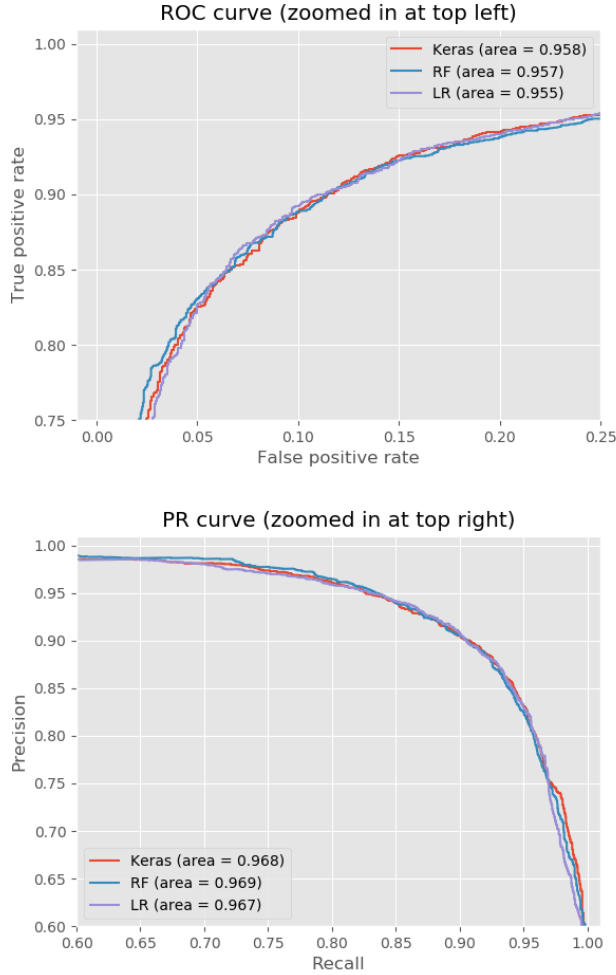 ROC curve (zoomed in at top left)
1.00
0.95
0.90
0.85
0.80
0.75
True positive rate
Keras (area = 0.958)
RF (area = 0.957)
LR (area = 0.955)
0.00 0.05 0.10 0.15 0.20 0.25
False positive rate
PR curve (zoomed in at top right)
1.00
0.95
0.90
0.85
0.80
0.75
0.70
0.65
0.60
Precision
Keras (area = 0.968)
RF (area = 0.969)
LR (area = 0.967)
0.60 0.65 0.70 0.75 0.80 0.85 0.90 0.95 1.00
Recall